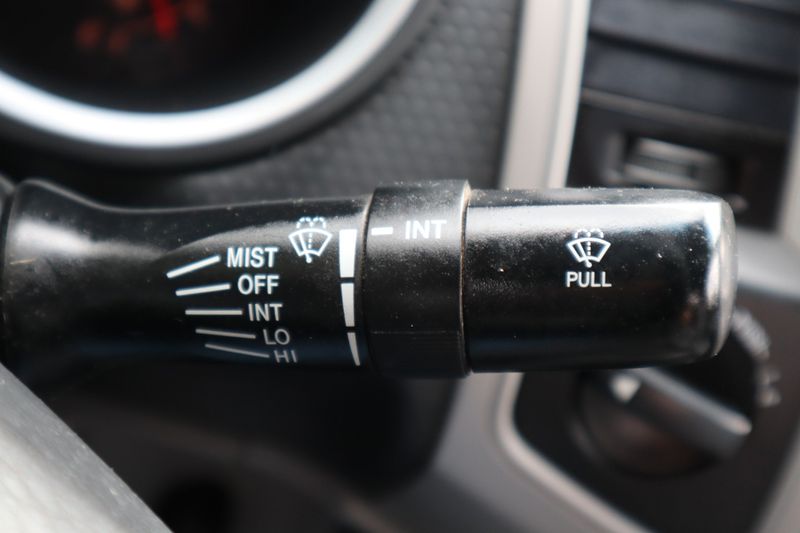 MIST
OFF
INT
LO
HI
INT
PULL